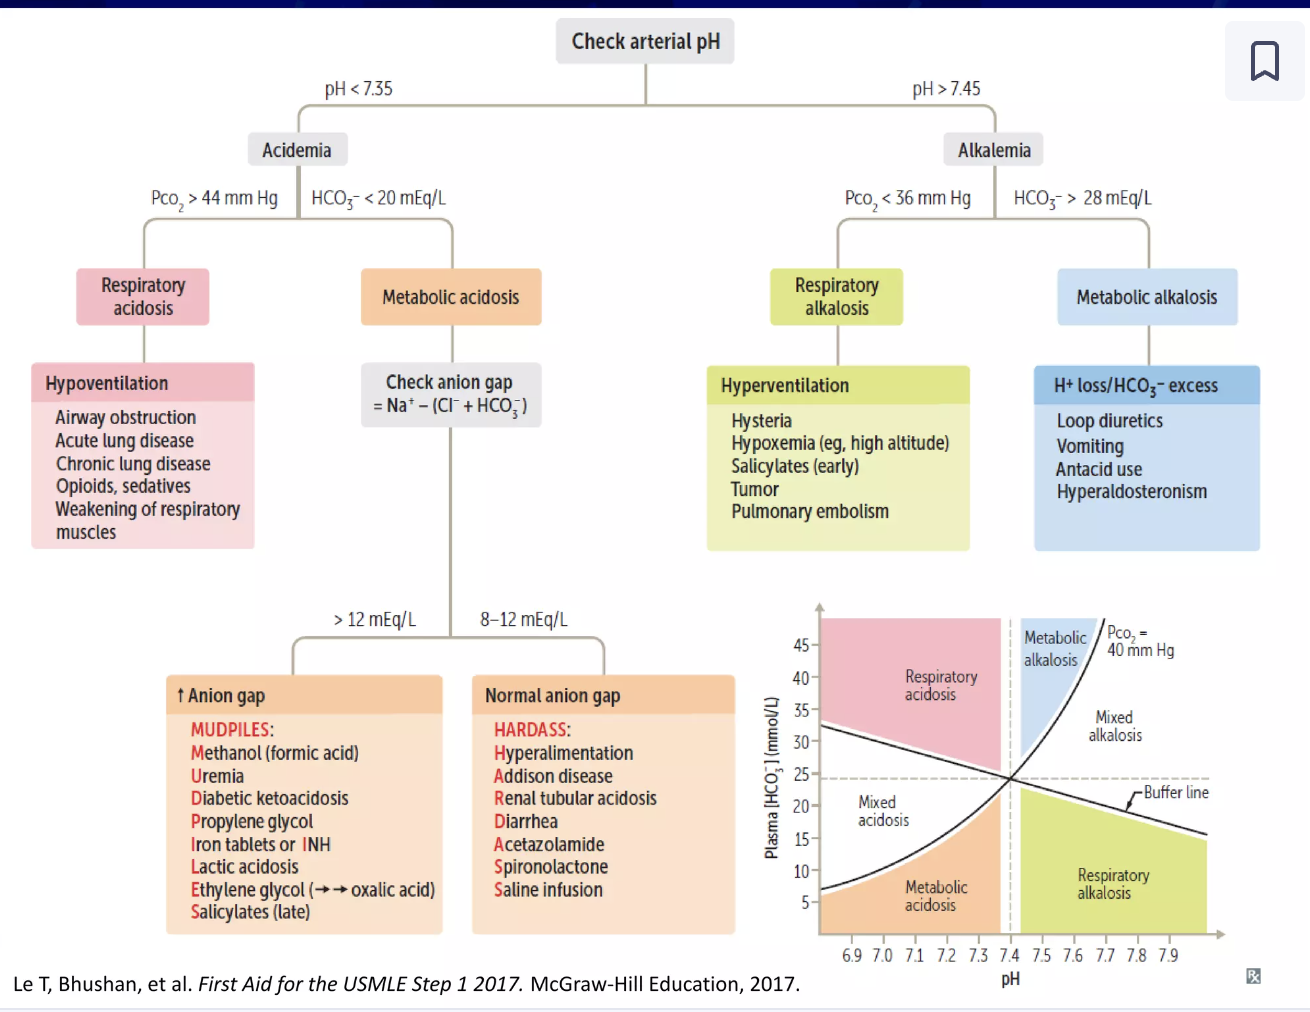 Check arterial pH
pH < 7.35
pH > 7.45
Acidemia
Alkalemia
Pco₂ > 44 mm Hg
HCO₃⁻ < 20 mEq/L
Pco₂ < 36 mm Hg
HCO₃⁻ > 28 mEq/L
Respiratory
acidosis
Metabolic acidosis
Respiratory
alkalosis
Metabolic alkalosis
Hypoventilation
Airway obstruction
Acute lung disease
Chronic lung disease
Opioids, sedatives
Weakening of respiratory
muscles
Check anion gap
= Na⁺ – (Cl⁻ + HCO₃⁻)
Hyperventilation
Hysteria
Hypoxemia (eg, high altitude)
Salicylates (early)
Tumor
Pulmonary embolism
H⁺ loss/HCO₃⁻ excess
Loop diuretics
Vomiting
Antacid use
Hyperaldosteronism
> 12 mEq/L
8–12 mEq/L
↑ Anion gap
MUDPILES:
Methanol (formic acid)
Uremia
Diabetic ketoacidosis
Propylene glycol
Iron tablets or INH
Lactic acidosis
Ethylene glycol (→→ oxalic acid)
Salicylates (late)
Normal anion gap
HARDASS:
Hyperalimentation
Addison disease
Renal tubular acidosis
Diarrhea
Acetazolamide
Spironolactone
Saline infusion
Plasma [HCO₃⁻] (mmol/L)
45
40
35
30
25
20
15
10
5
Respiratory
acidosis
Metabolic
alkalosis
Pco₂ =
40 mm Hg
Mixed
alkalosis
Buffer line
Mixed
acidosis
Metabolic
acidosis
Respiratory
alkalosis
6.9 7.0 7.1 7.2 7.3 7.4 7.5 7.6 7.7 7.8 7.9
pH
Rx
Le T, Bhushan, et al. First Aid for the USMLE Step 1 2017. McGraw-Hill Education, 2017.